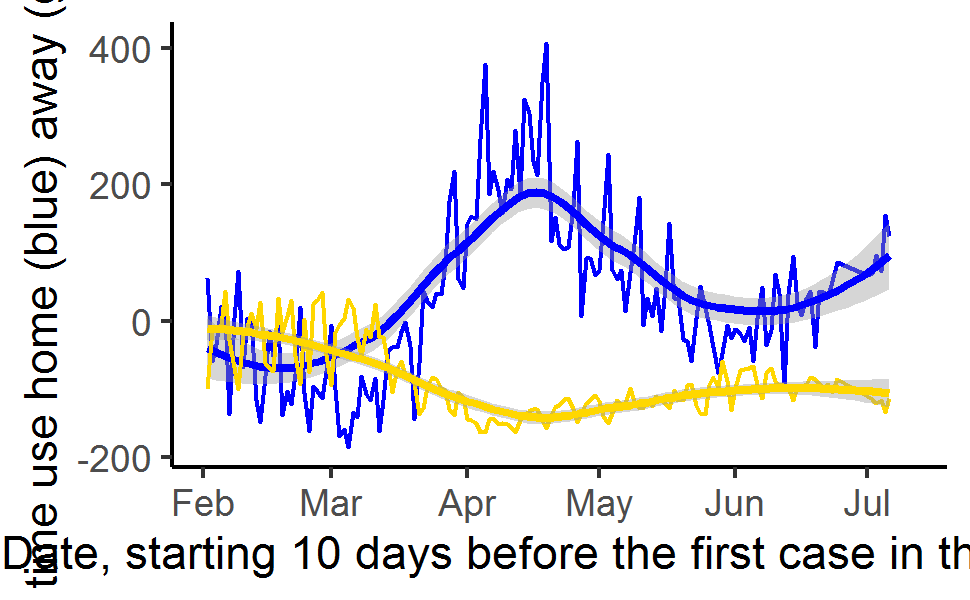 time use home (blue) away (
400
200
0
-200
Feb Mar Apr May Jun Jul
Date, starting 10 days before the first case in th